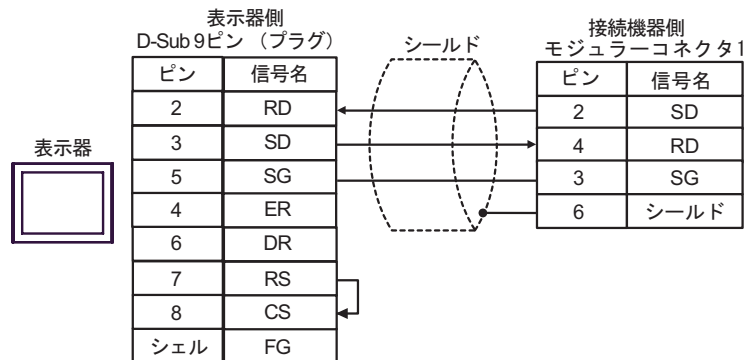 表示器側
D-Sub 9ピン （プラグ）
シールド
接続機器側
モジュラーコネクタ1
ピン 信号名
ピン 信号名
2 RD
2 SD
3 SD
4 RD
表示器
5 SG
3 SG
4 ER
6 シールド
6 DR
7 RS
8 CS
シェル FG